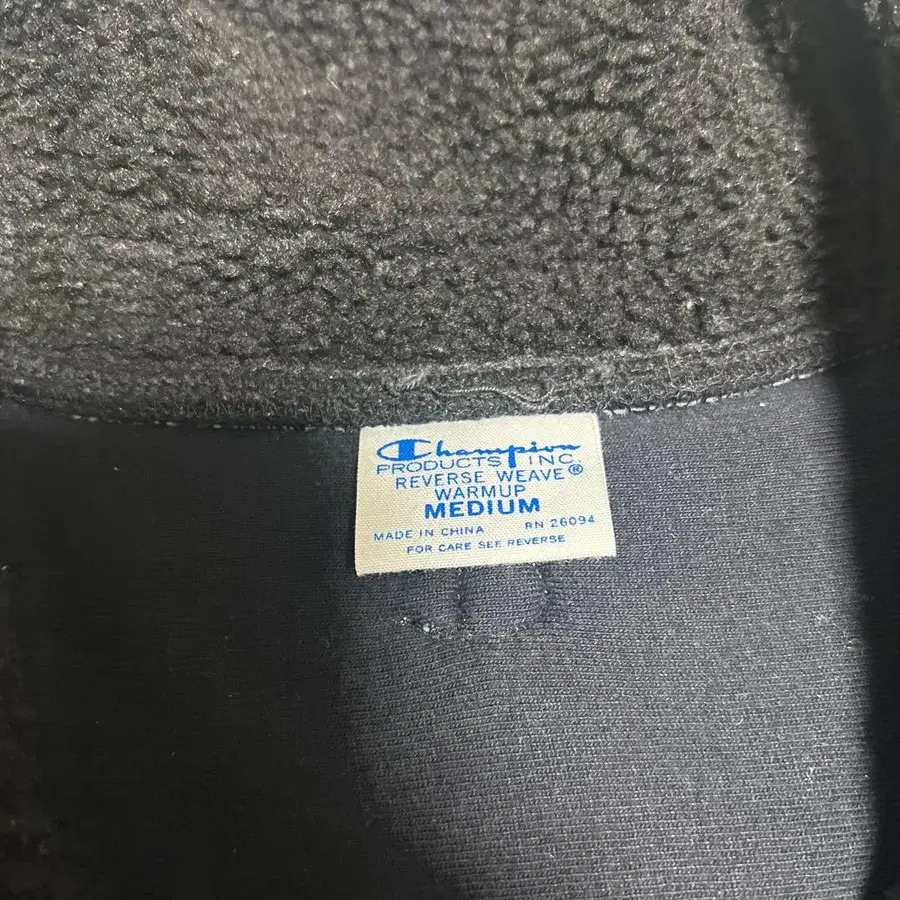 Champion
PRODUCTS INC.
REVERSE WEAVE®
WARMUP
MEDIUM
MADE IN CHINA RN 26094
FOR CARE SEE REVERSE